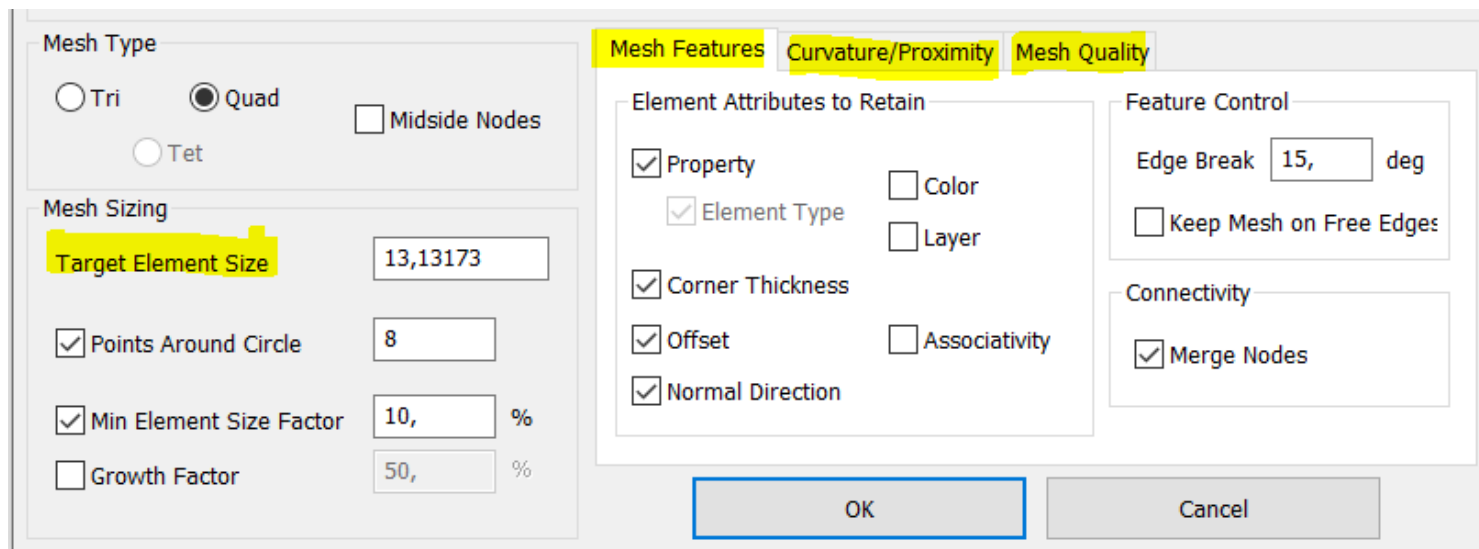 Mesh Type
Tri
Quad
Midside Nodes
Tet
Mesh Sizing
Target Element Size
13,13173
Points Around Circle
8
Min Element Size Factor
10,
%
Growth Factor
50,
%
Mesh Features
Curvature/Proximity
Mesh Quality
Element Attributes to Retain
Property
Color
Element Type
Layer
Corner Thickness
Offset
Associativity
Normal Direction
Feature Control
Edge Break
15,
deg
Keep Mesh on Free Edges
Connectivity
Merge Nodes
OK
Cancel